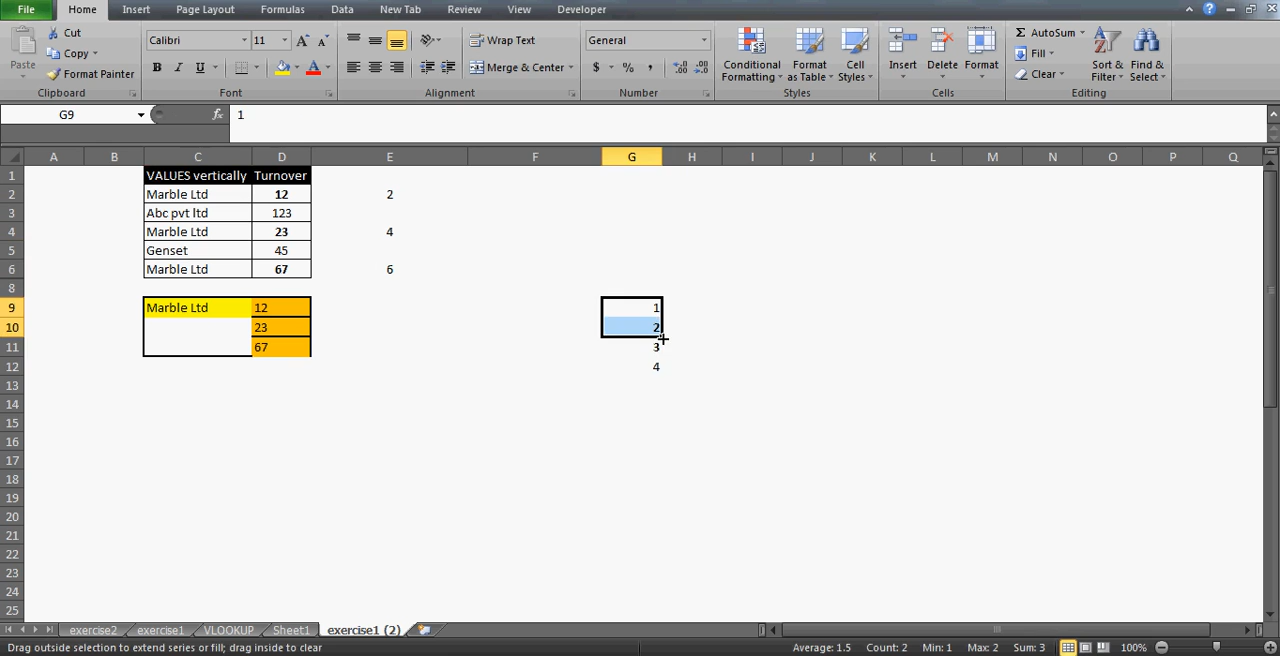 File Home Insert Page Layout Formulas Data New Tab Review View Developer
Paste Cut Copy Format Painter Clipboard
Calibri 11 A A B I U A Font
Wrap Text Merge & Center Alignment
General $ % , .0 .00 .00 .0 Number
Conditional Formatting Format as Table Cell Styles Styles
Insert Delete Format Cells
Σ AutoSum Fill Clear Sort & Filter Find & Select Editing
G9 fx 1
A B C D E F G H I J K L M N O P Q
1 VALUES vertically Turnover
2 Marble Ltd 12 2
3 Abc pvt ltd 123
4 Marble Ltd 23 4
5 Genset 45
6 Marble Ltd 67 6
8
9 Marble Ltd 12 1
10 23 2
11 67 3
12 4
13
14
15
16
17
18
19
20
21
22
23
24
25
exercise2 exercise1 VLOOKUP Sheet1 exercise1 (2)
Drag outside selection to extend series or fill; drag inside to clear Average: 1.5 Count: 2 Min: 1 Max: 2 Sum: 3 100%